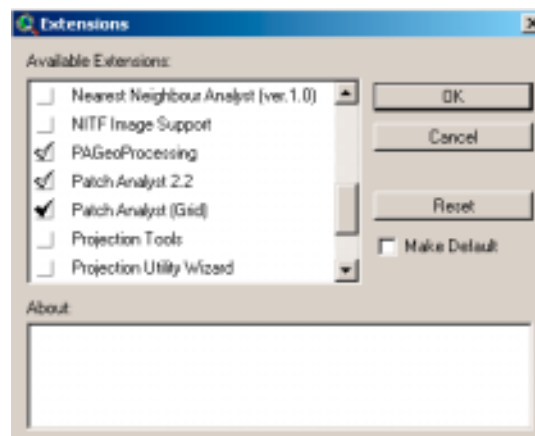 Extensions
Available Extensions:
Nearest Neighbour Analyst (ver.1.0)
NITF Image Support
PAGeoProcessing
Patch Analyst 2.2
Patch Analyst (Grid)
Projection Tools
Projection Utility Wizard
OK
Cancel
Reset
Make Default
About: